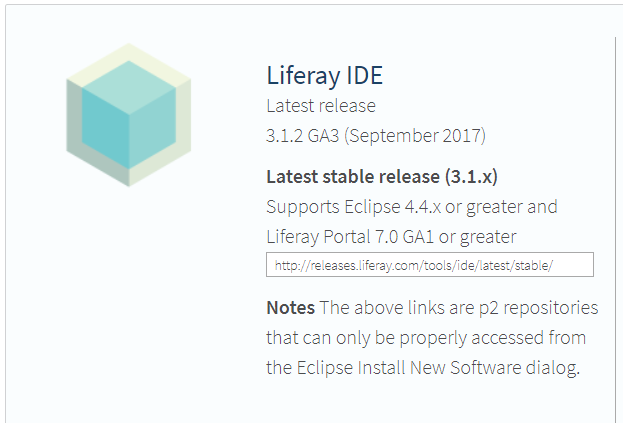 Liferay IDE
Latest release
3.1.2 GA3 (September 2017)
Latest stable release (3.1.x)
Supports Eclipse 4.4.x or greater and
Liferay Portal 7.0 GA1 or greater
http://releases.liferay.com/tools/ide/latest/stable/
Notes The above links are p2 repositories
that can only be properly accessed from
the Eclipse Install New Software dialog.